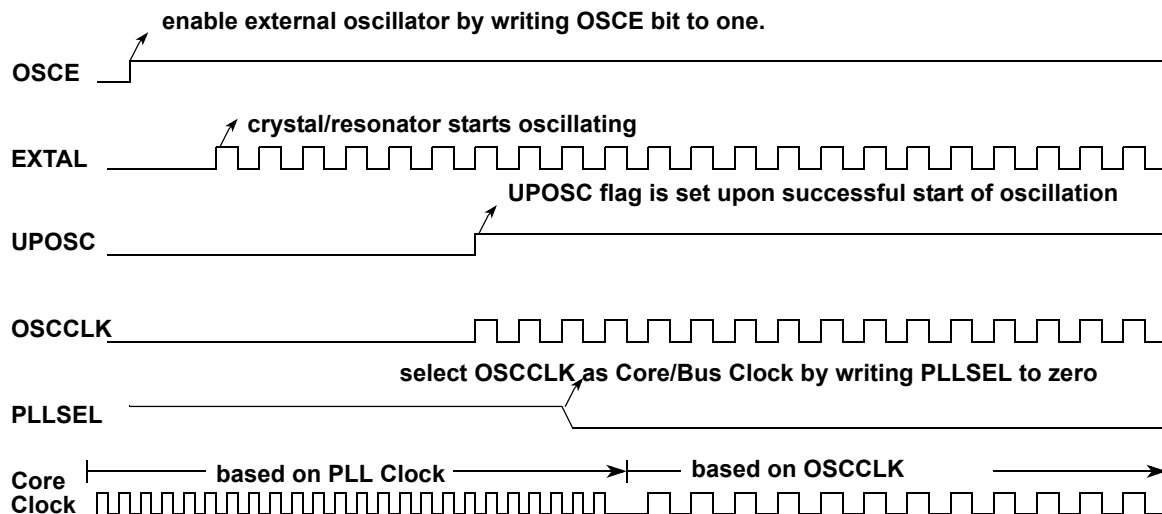 enable external oscillator by writing OSCE bit to one.
OSCE
crystal/resonator starts oscillating
EXTAL
UPOSC flag is set upon successful start of oscillation
UPOSC
OSCCLK
select OSCCLK as Core/Bus Clock by writing PLLSEL to zero
PLLSEL
based on PLL Clock
based on OSCCLK
Core
Clock